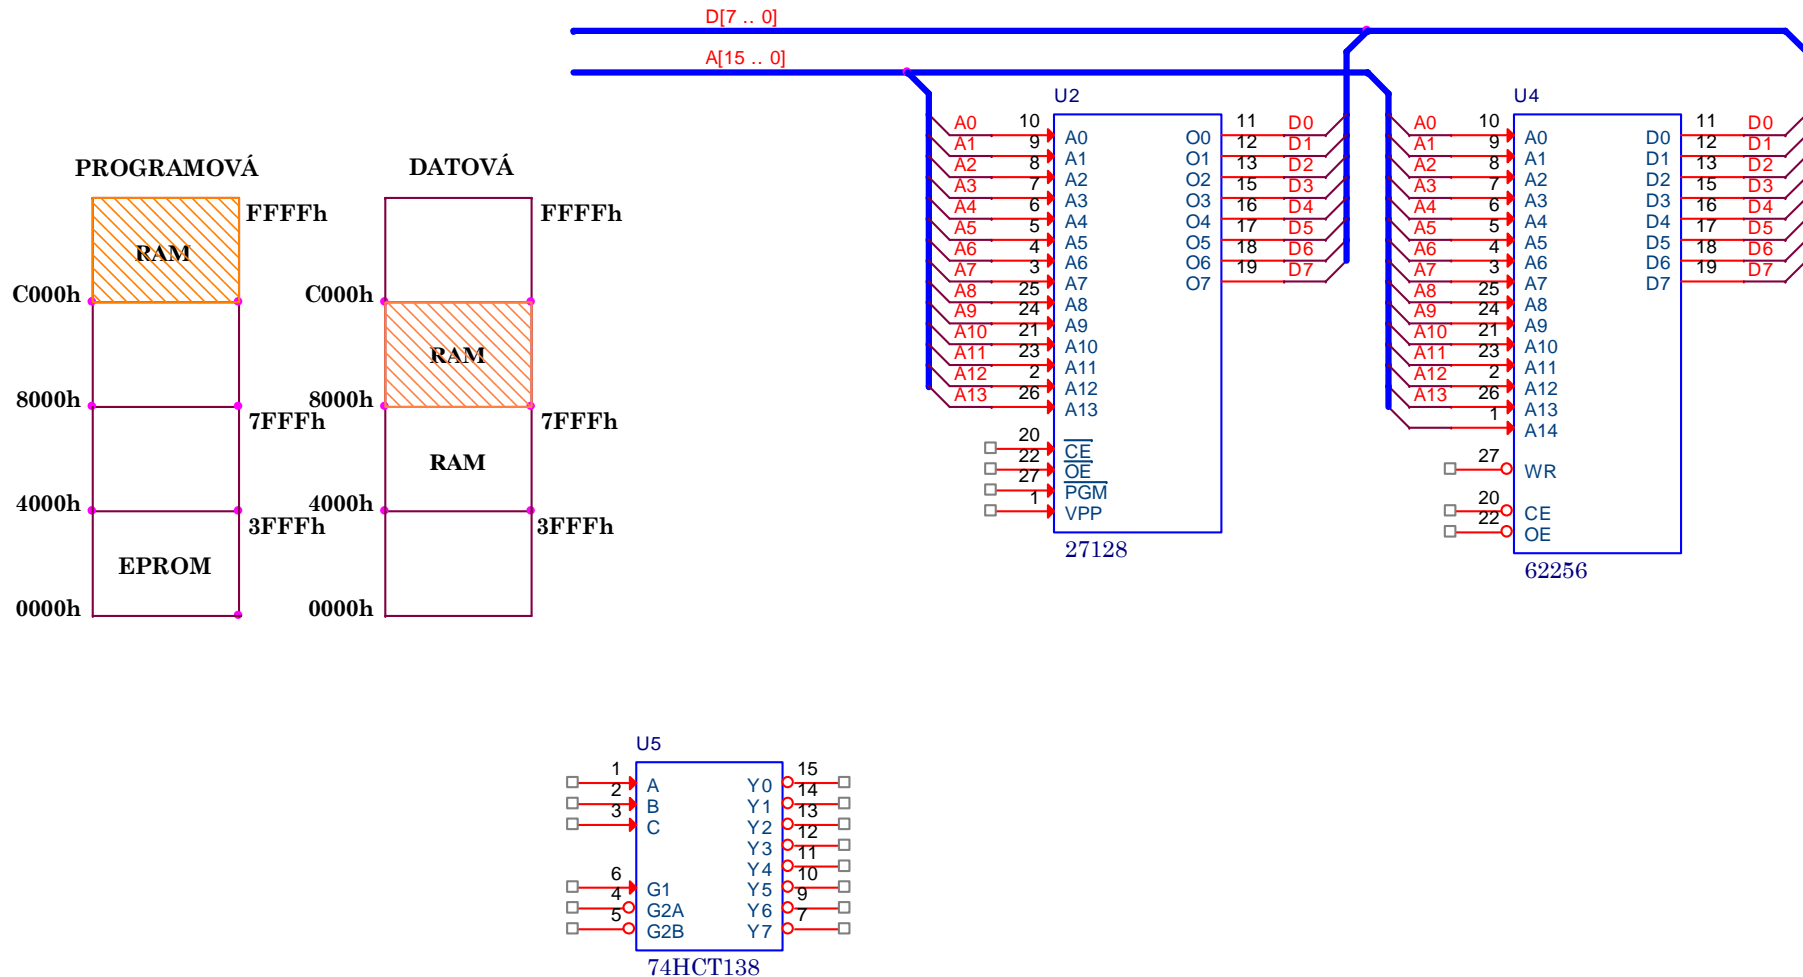 D[7 .. 0]
A[15 .. 0]
PROGRAMOVÁ
FFFFh
RAM
C000h
8000h
7FFFh
4000h
3FFFh
EPROM
0000h
DATOVÁ
FFFFh
C000h
RAM
8000h
7FFFh
RAM
4000h
3FFFh
0000h
U2
A0 10 A0 O0 11 D0
A1 9 A1 O1 12 D1
A2 8 A2 O2 13 D2
A3 7 A3 O3 15 D3
A4 6 A4 O4 16 D4
A5 5 A5 O5 17 D5
A6 4 A6 O6 18 D6
A7 3 A7 O7 19 D7
A8 25 A8
A9 24 A9
A10 21 A10
A11 23 A11
A12 2 A12
A13 26 A13
20 CE
22 OE
27 PGM
1 VPP
27128
U4
A0 10 A0 D0 11 D0
A1 9 A1 D1 12 D1
A2 8 A2 D2 13 D2
A3 7 A3 D3 15 D3
A4 6 A4 D4 16 D4
A5 5 A5 D5 17 D5
A6 4 A6 D6 18 D6
A7 3 A7 D7 19 D7
A8 25 A8
A9 24 A9
A10 21 A10
A11 23 A11
A12 2 A12
A13 26 A13
1 A14
27 WR
20 CE
22 OE
62256
U5
1 A Y0 15
2 B Y1 14
3 C Y2 13
Y3 12
Y4 11
6 G1 Y5 10
4 G2A Y6 9
5 G2B Y7 7
74HCT138